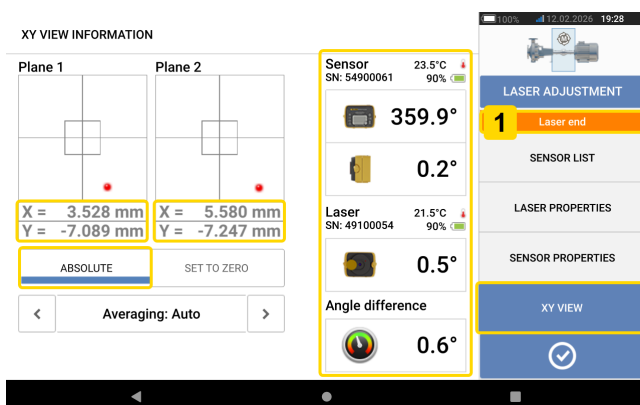 100% 12.02.2026 19:28
XY VIEW INFORMATION
Plane 1
Plane 2
X = 3.528 mm
Y = -7.089 mm
X = 5.580 mm
Y = -7.247 mm
ABSOLUTE
SET TO ZERO
< Averaging: Auto >
Sensor 23.5°C
SN: 54900061 90%
359.9°
0.2°
Laser 21.5°C
SN: 49100054 90%
0.5°
Angle difference
0.6°
LASER ADJUSTMENT
1 Laser end
SENSOR LIST
LASER PROPERTIES
SENSOR PROPERTIES
XY VIEW